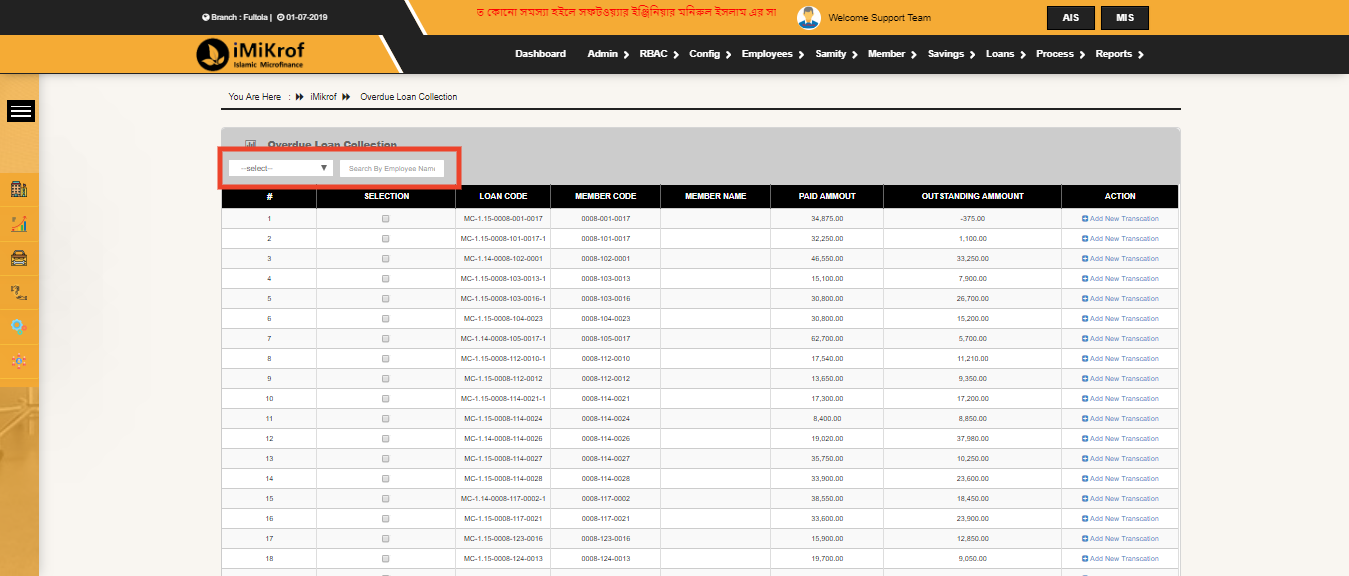 Branch : Fultola | 01-07-2019
ত কোনো সমস্যা হইলে সফটওয়্যার ইঞ্জিনিয়ার মনিরুল ইসলাম এর সা
Welcome Support Team
AIS
MIS
iMiKrof
Islamic Microfinance
Dashboard Admin RBAC Config Employees Samity Member Savings Loans Process Reports
You Are Here : iMikrof Overdue Loan Collection
Overdue Loan Collection
--select-- Search By Employee Name
# SELECTION LOAN CODE MEMBER CODE MEMBER NAME PAID AMMOUT OUTSTANDING AMMOUNT ACTION
1 MC-1.15-0008-001-0017 0008-001-0017 34,875.00 -375.00 Add New Transcation
2 MC-1.15-0008-101-0017-1 0008-101-0017 32,250.00 1,100.00 Add New Transcation
3 MC-1.14-0008-102-0001 0008-102-0001 46,550.00 33,250.00 Add New Transcation
4 MC-1.15-0008-103-0013-1 0008-103-0013 15,100.00 7,900.00 Add New Transcation
5 MC-1.15-0008-103-0016-1 0008-103-0016 30,800.00 26,700.00 Add New Transcation
6 MC-1.15-0008-104-0023 0008-104-0023 30,800.00 15,200.00 Add New Transcation
7 MC-1.14-0008-105-0017-1 0008-105-0017 62,700.00 5,700.00 Add New Transcation
8 MC-1.15-0008-112-0010-1 0008-112-0010 17,540.00 11,210.00 Add New Transcation
9 MC-1.15-0008-112-0012 0008-112-0012 13,650.00 9,350.00 Add New Transcation
10 MC-1.15-0008-114-0021-1 0008-114-0021 17,300.00 17,200.00 Add New Transcation
11 MC-1.15-0008-114-0024 0008-114-0024 8,400.00 8,850.00 Add New Transcation
12 MC-1.14-0008-114-0026 0008-114-0026 19,020.00 37,980.00 Add New Transcation
13 MC-1.15-0008-114-0027 0008-114-0027 35,750.00 10,250.00 Add New Transcation
14 MC-1.15-0008-114-0028 0008-114-0028 33,900.00 23,600.00 Add New Transcation
15 MC-1.14-0008-117-0002-1 0008-117-0002 38,550.00 18,450.00 Add New Transcation
16 MC-1.15-0008-117-0021 0008-117-0021 33,600.00 23,900.00 Add New Transcation
17 MC-1.15-0008-123-0016 0008-123-0016 15,900.00 12,850.00 Add New Transcation
18 MC-1.15-0008-124-0013 0008-124-0013 19,700.00 9,050.00 Add New Transcation